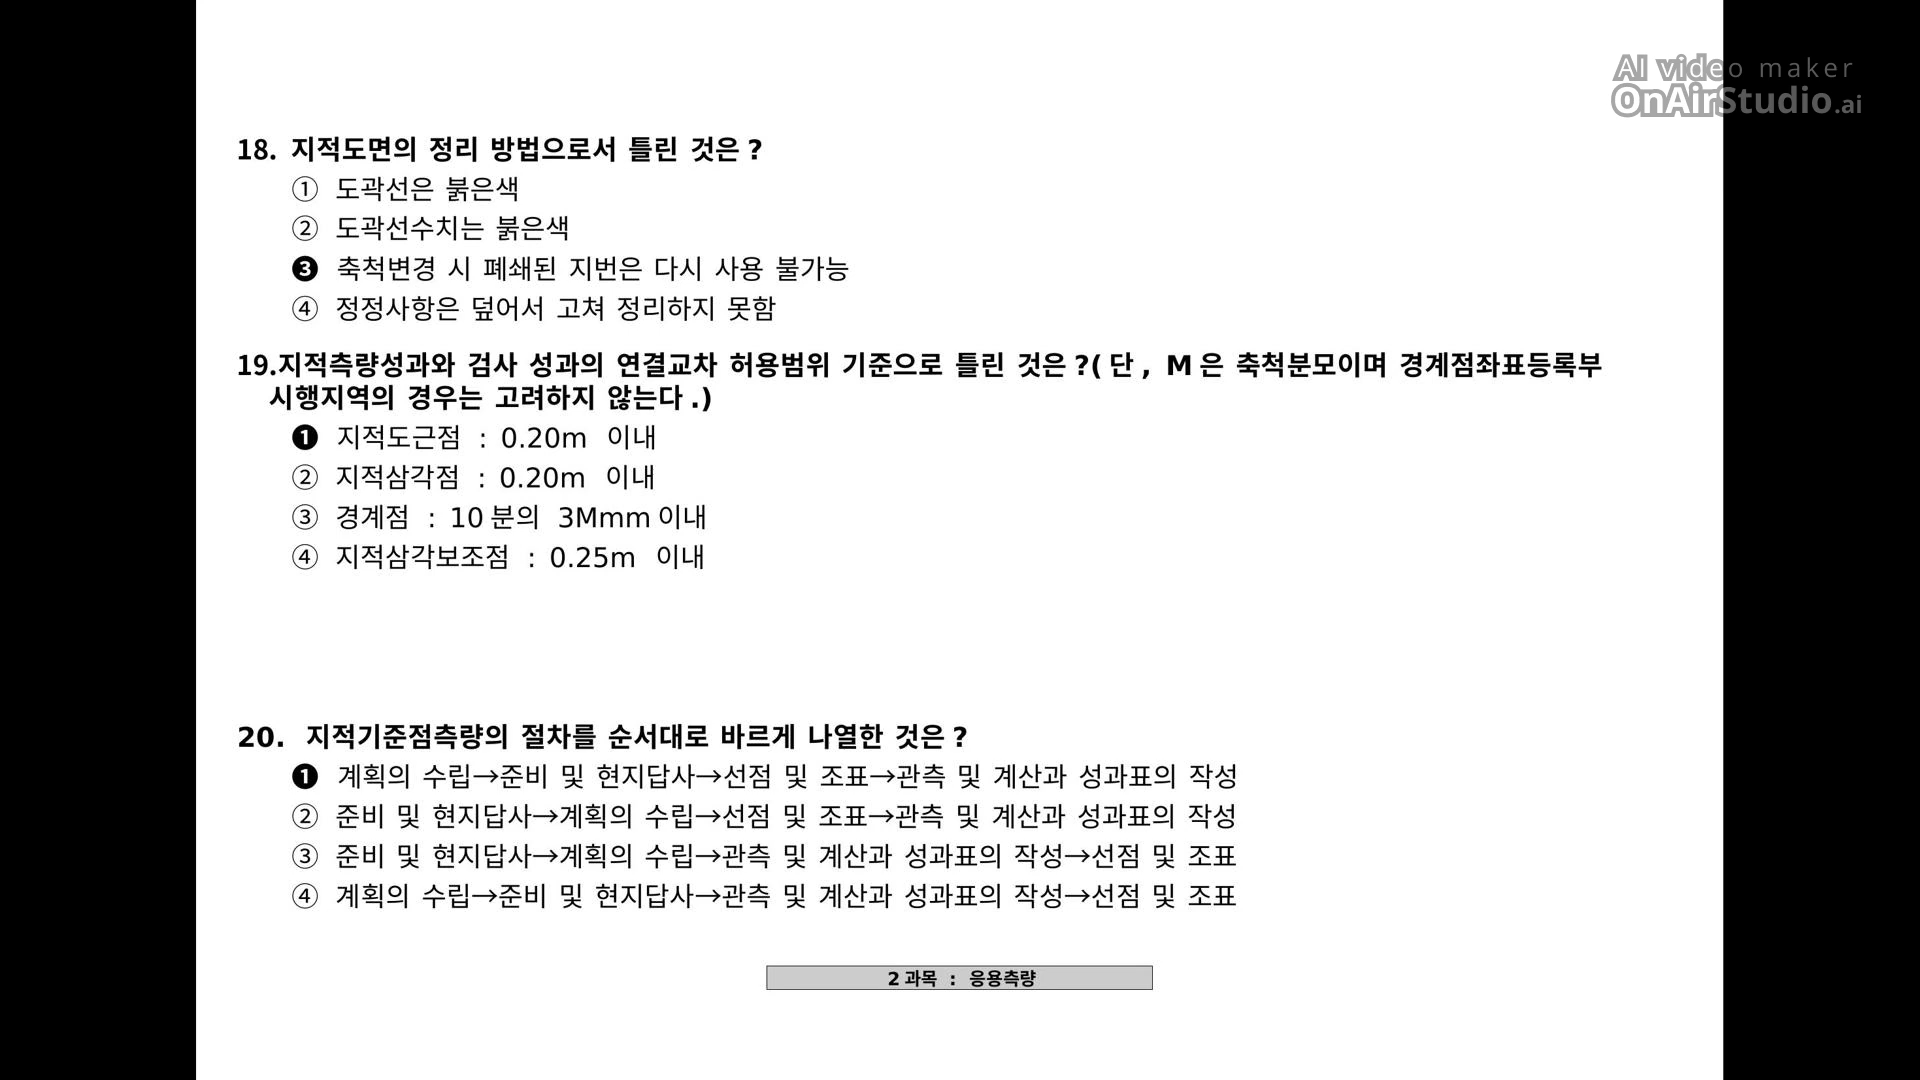 AI video maker
OnAirStudio.ai
18. 지적도면의 정리 방법으로서 틀린 것은?
① 도곽선은 붉은색
② 도곽선수치는 붉은색
❸ 축척변경 시 폐쇄된 지번은 다시 사용 불가능
④ 정정사항은 덮어서 고쳐 정리하지 못함
19.지적측량성과와 검사 성과의 연결교차 허용범위 기준으로 틀린 것은?(단, M은 축척분모이며 경계점좌표등록부
시행지역의 경우는 고려하지 않는다.)
❶ 지적도근점 : 0.20m 이내
② 지적삼각점 : 0.20m 이내
③ 경계점 : 10분의 3Mmm이내
④ 지적삼각보조점 : 0.25m 이내
20. 지적기준점측량의 절차를 순서대로 바르게 나열한 것은?
❶ 계획의 수립→준비 및 현지답사→선점 및 조표→관측 및 계산과 성과표의 작성
② 준비 및 현지답사→계획의 수립→선점 및 조표→관측 및 계산과 성과표의 작성
③ 준비 및 현지답사→계획의 수립→관측 및 계산과 성과표의 작성→선점 및 조표
④ 계획의 수립→준비 및 현지답사→관측 및 계산과 성과표의 작성→선점 및 조표
2과목 : 응용측량